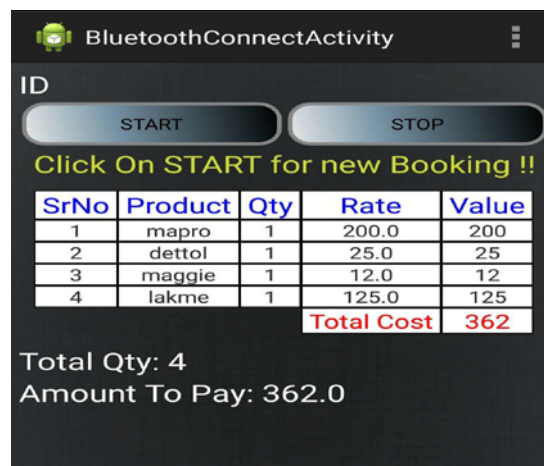 BluetoothConnectActivity
ID
START STOP
Click On START for new Booking !!
SrNo Product Qty Rate Value
1 mapro 1 200.0 200
2 dettol 1 25.0 25
3 maggie 1 12.0 12
4 lakme 1 125.0 125
Total Cost 362
Total Qty: 4
Amount To Pay: 362.0